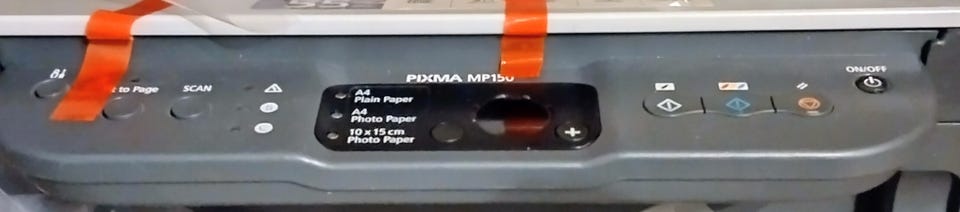 PIXMA MP150
t to Page
SCAN
A4
Plain Paper
A4
Photo Paper
10 x 15 cm
Photo Paper
+
ON/OFF